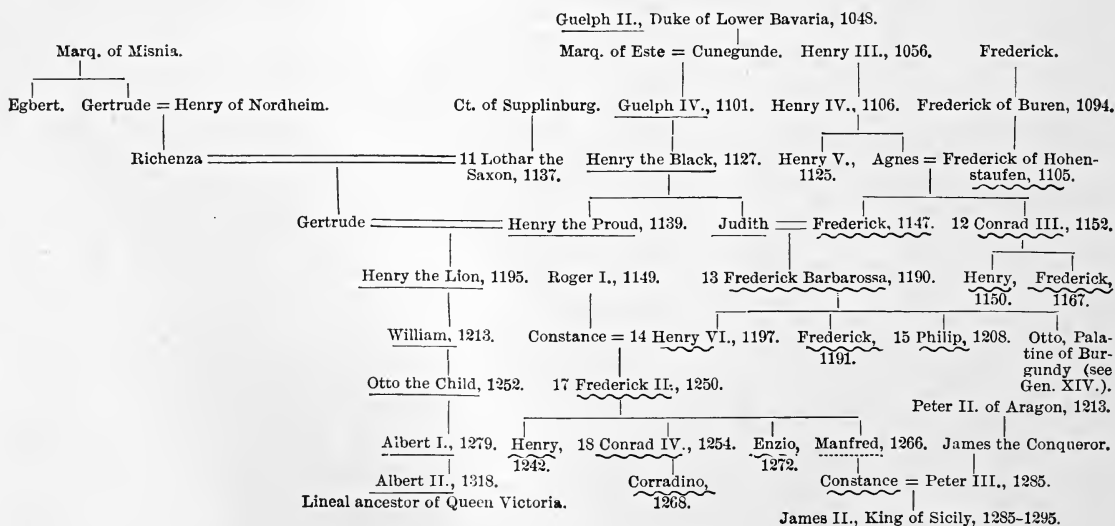 Guelph II., Duke of Lower Bavaria, 1048.
Marq. of Misnia.
Marq. of Este = Cunegunde.
Henry III., 1056.
Frederick.
Egbert.
Gertrude = Henry of Nordheim.
Ct. of Supplinburg.
Guelph IV., 1101.
Henry IV., 1106.
Frederick of Buren, 1094.
Richenza
11 Lothar the
Saxon, 1137.
Henry the Black, 1127.
Henry V.,
1125.
Agnes = Frederick of Hohen-
staufen, 1105.
Gertrude
Henry the Proud, 1139.
Judith
Frederick, 1147.
12 Conrad III., 1152.
Henry the Lion, 1195.
Roger I., 1149.
13 Frederick Barbarossa, 1190.
Henry,
1150.
Frederick,
1167.
William, 1213.
Constance = 14 Henry VI., 1197.
Frederick,
1191.
15 Philip, 1208.
Otto, Pala-
tine of Bur-
gundy (see
Gen. XIV.).
Otto the Child, 1252.
17 Frederick II., 1250.
Peter II. of Aragon, 1213.
Albert I., 1279.
Henry,
1242.
18 Conrad IV., 1254.
Enzio,
1272.
Manfred, 1266.
James the Conqueror.
Albert II., 1318.
Lineal ancestor of Queen Victoria.
Corradino,
1268.
Constance = Peter III., 1285.
James II., King of Sicily, 1285-1295.